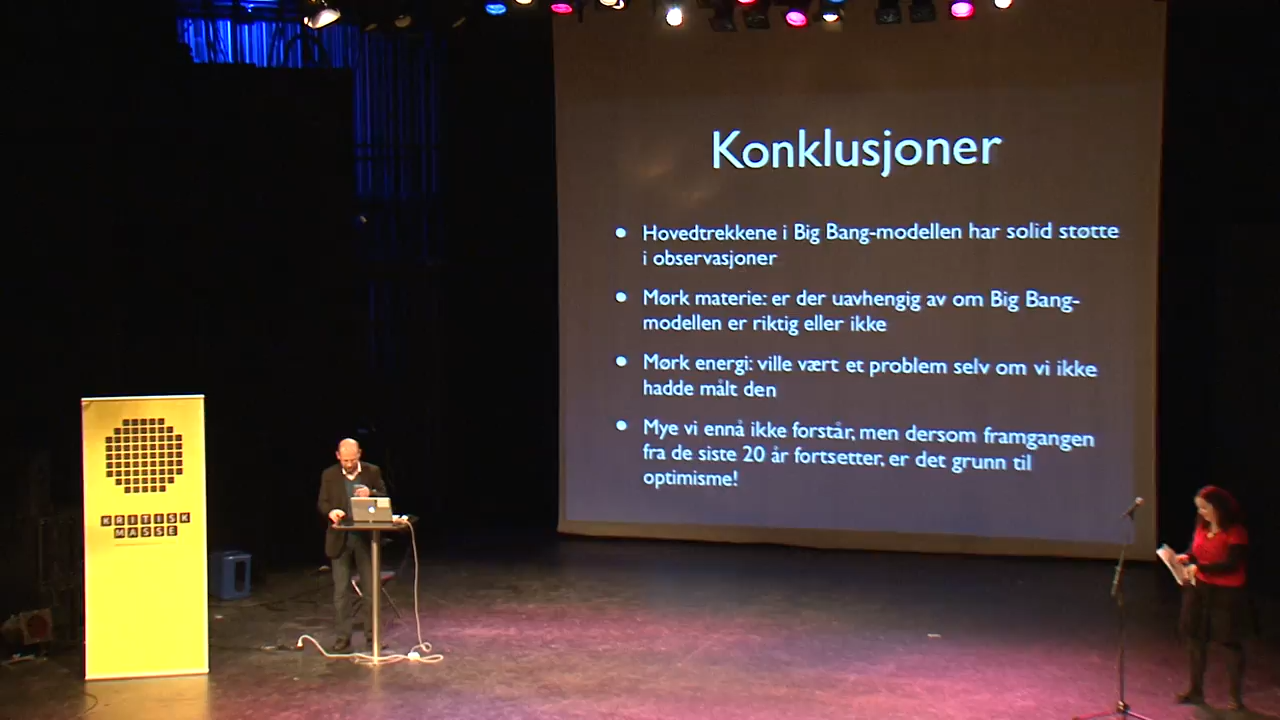 Konklusjoner
Hovedtrekkene i Big Bang-modellen har solid støtte
i observasjoner
Mørk materie: er der uavhengig av om Big Bang-
modellen er riktig eller ikke
Mørk energi: ville vært et problem selv om vi ikke
hadde målt den
Mye vi ennå ikke forstår, men dersom framgangen
fra de siste 20 år fortsetter, er det grunn til
optimisme!
KRITISK
MASSE